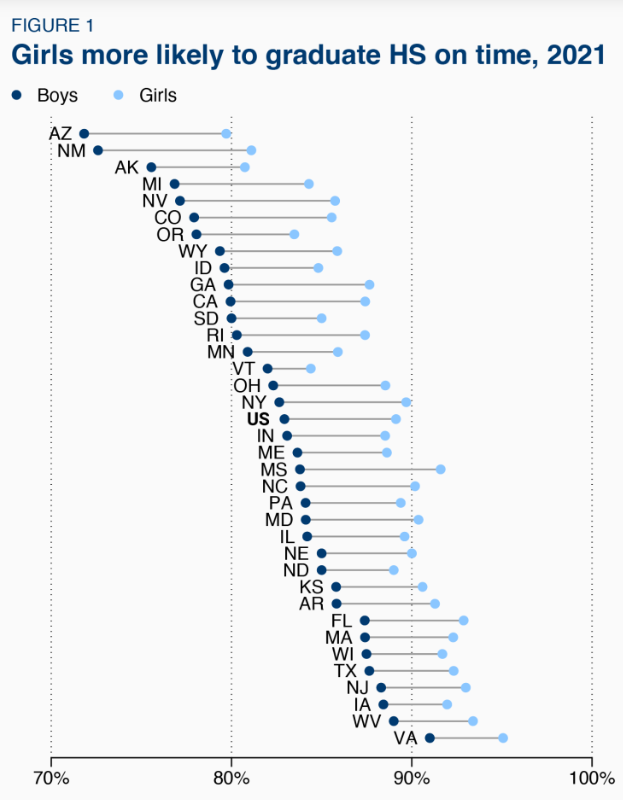 FIGURE 1
Girls more likely to graduate HS on time, 2021
Boys Girls
AZ
NM
AK
MI
NV
CO
OR
WY
ID
GA
CA
SD
RI
MN
VT
OH
NY
US
IN
ME
MS
NC
PA
MD
IL
NE
ND
KS
AR
FL
MA
WI
TX
NJ
IA
WV
VA
70% 80% 90% 100%